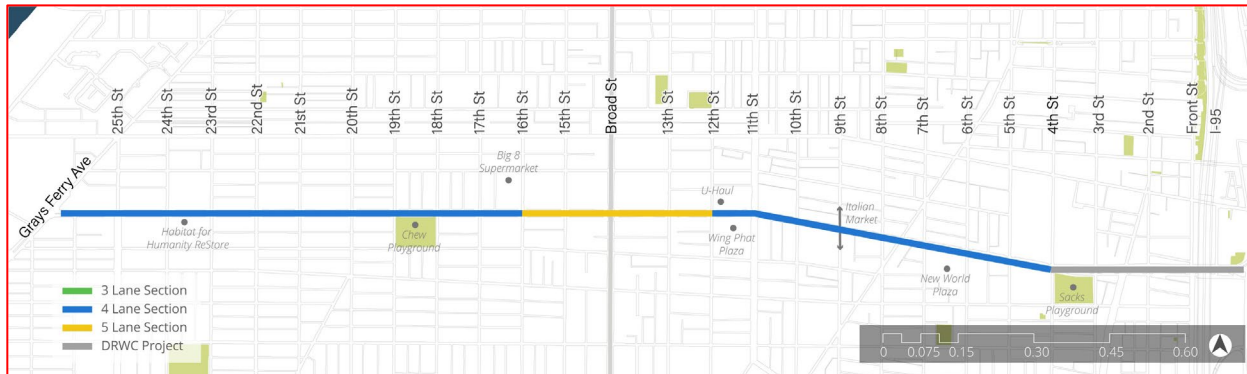 25th St
24th St
23rd St
22nd St
21st St
20th St
19th St
18th St
17th St
16th St
15th St
Broad St
13th St
12th St
11th St
10th St
9th St
8th St
7th St
6th St
5th St
4th St
3rd St
2nd St
Front St
I-95
Grays Ferry Ave
Big 8
Supermarket
U-Haul
Italian
Market
Habitat for
Humanity ReStore
Chew
Playground
Wing Phat
Plaza
New World
Plaza
Sacks
Playground
3 Lane Section
4 Lane Section
5 Lane Section
DRWC Project
0 0.075 0.15 0.30 0.45 0.60